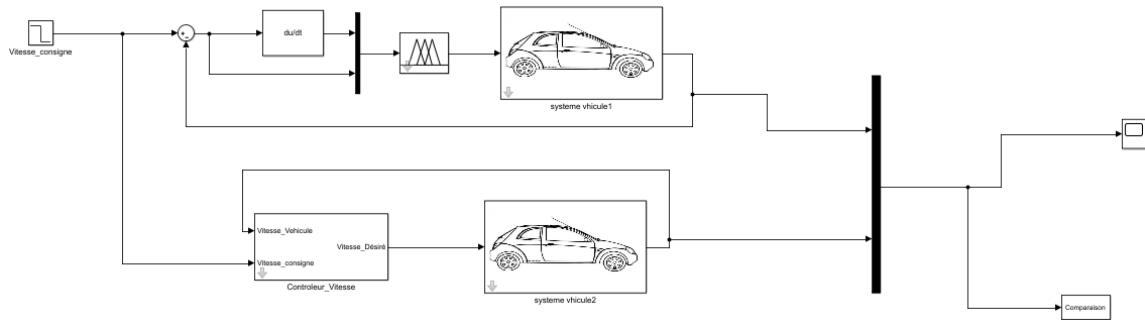 Vitesse_consigne
du/dt
systeme vhicule1
Vitesse_Vehicule
Vitesse_Désiré
Vitesse_consigne
Controleur_Vitesse
systeme vhicule2
Comparaison